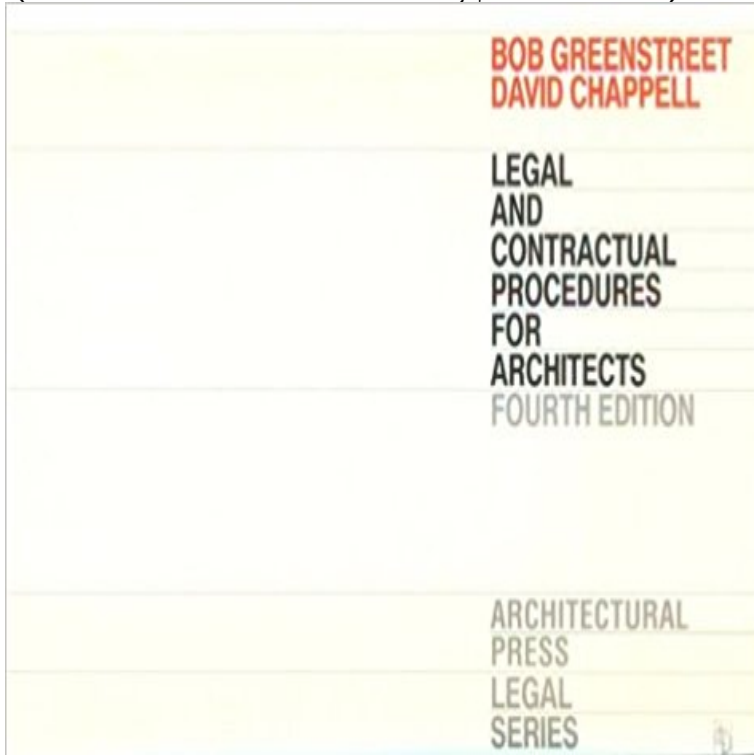 BOB GREENSTREET
DAVID CHAPPELL
LEGAL
AND
CONTRACTUAL
PROCEDURES
FOR
ARCHITECTS
FOURTH EDITION
ARCHITECTURAL
PRESS
LEGAL
SERIES